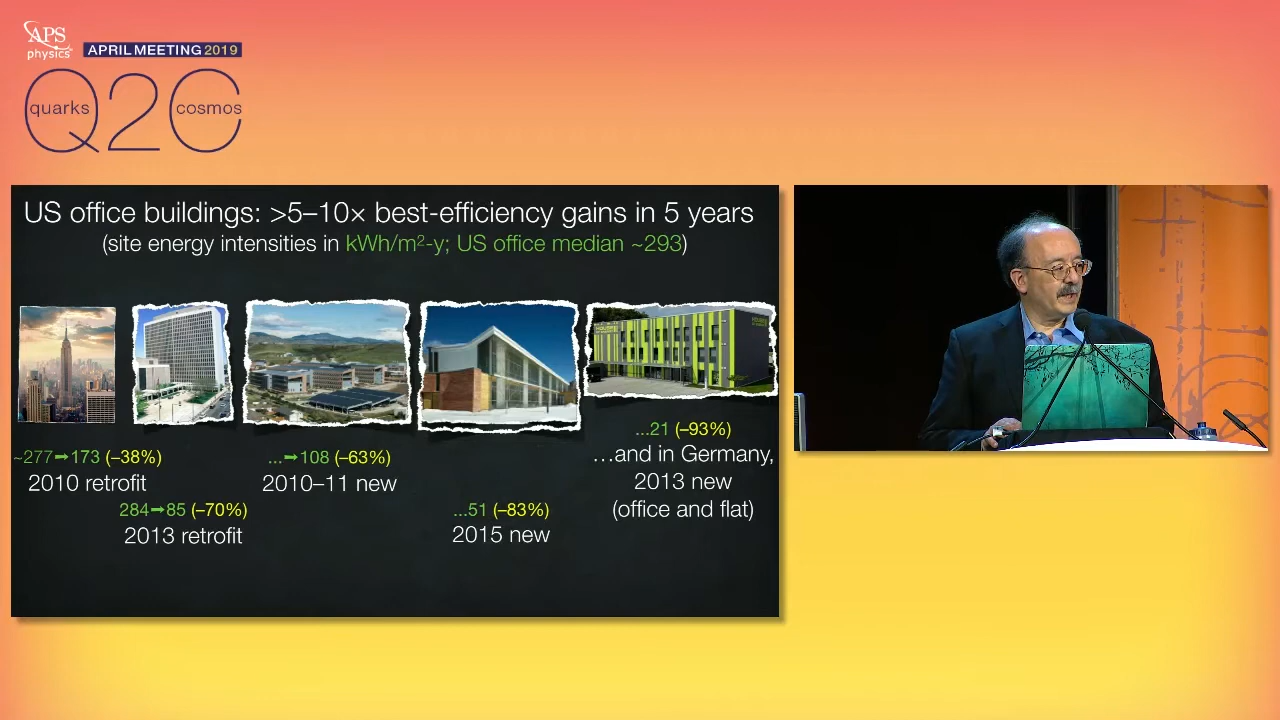 APS
physics
APRIL MEETING 2019
Q2C
quarks
cosmos
US office buildings: >5–10× best-efficiency gains in 5 years
(site energy intensities in kWh/m²-y; US office median ~293)
~277➡173 (–38%)
2010 retrofit
284➡85 (–70%)
2013 retrofit
...➡108 (–63%)
2010–11 new
...51 (–83%)
2015 new
...21 (–93%)
…and in Germany,
2013 new
(office and flat)